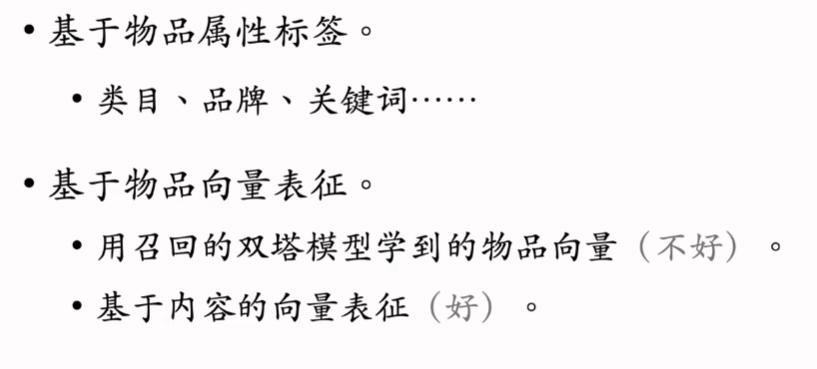 • 基于物品属性标签。
• 类目、品牌、关键词……
• 基于物品向量表征。
• 用召回的双塔模型学到的物品向量（不好）。
• 基于内容的向量表征（好）。